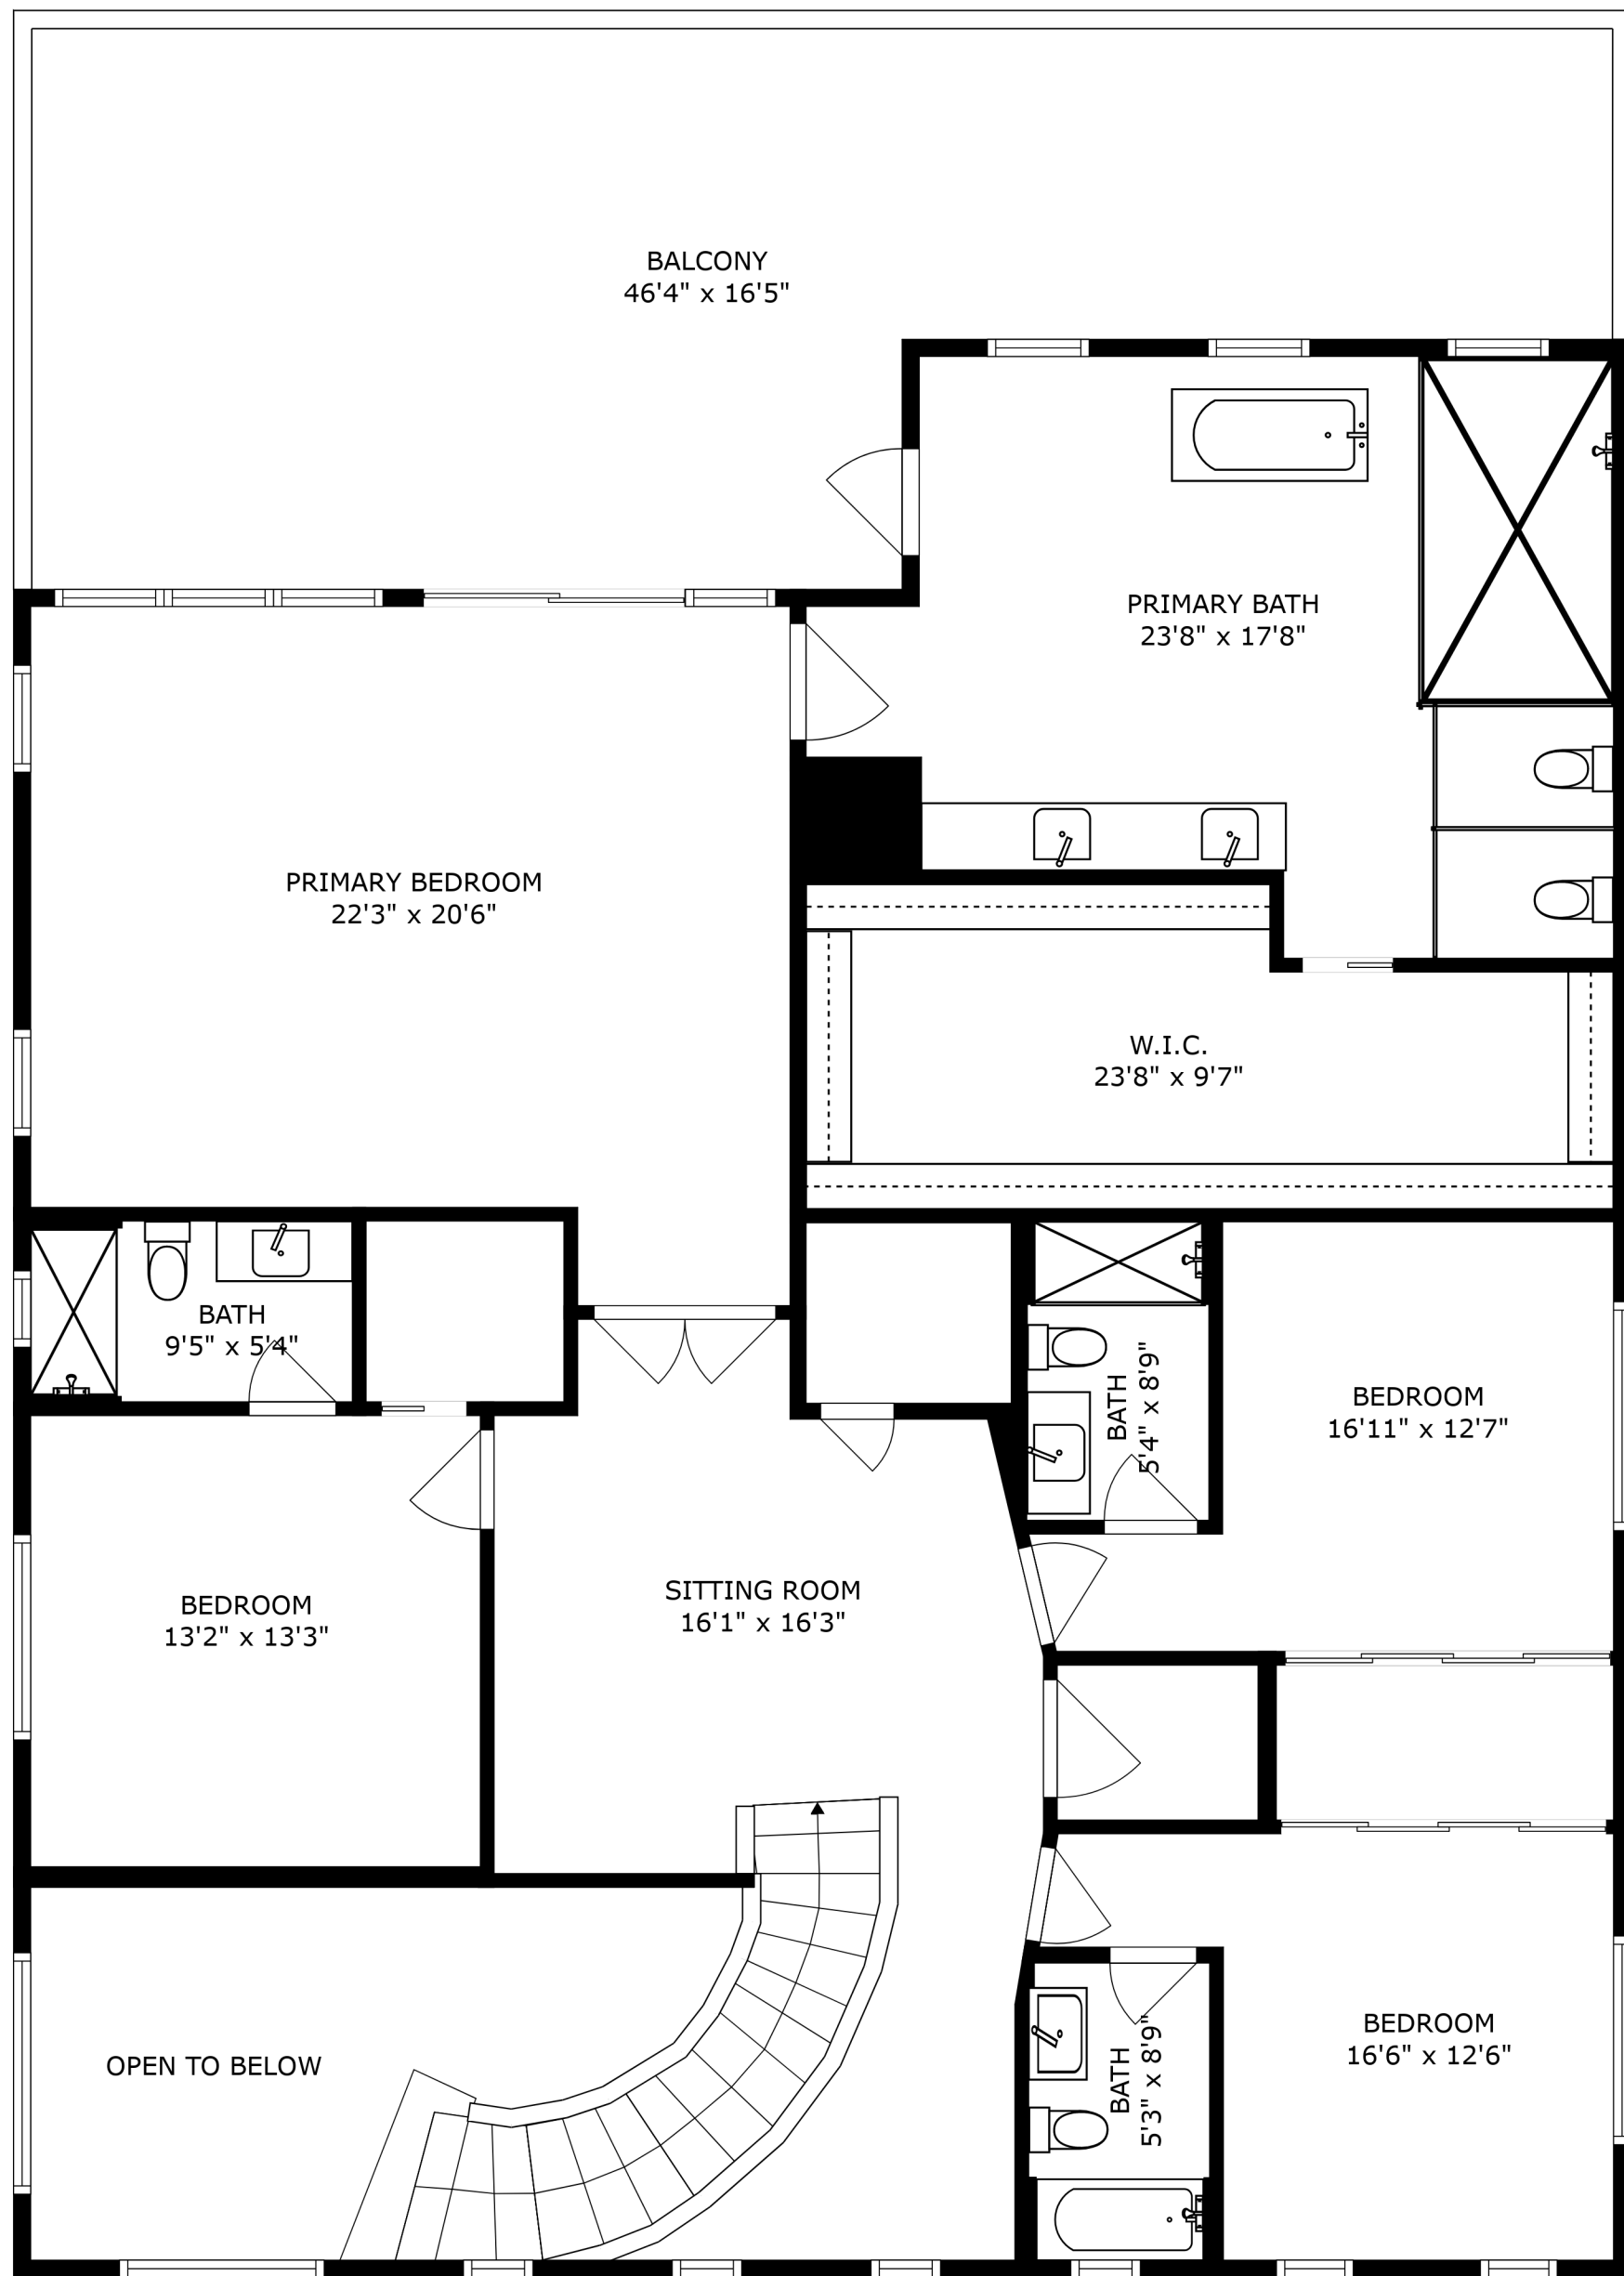 BALCONY
46'4" x 16'5"
PRIMARY BATH
23'8" x 17'8"
PRIMARY BEDROOM
22'3" x 20'6"
W.I.C.
23'8" x 9'7"
BATH
9'5" x 5'4"
BATH
5'4" x 8'9"
BEDROOM
16'11" x 12'7"
BEDROOM
13'2" x 13'3"
SITTING ROOM
16'1" x 16'3"
OPEN TO BELOW
BATH
5'3" x 8'9"
BEDROOM
16'6" x 12'6"